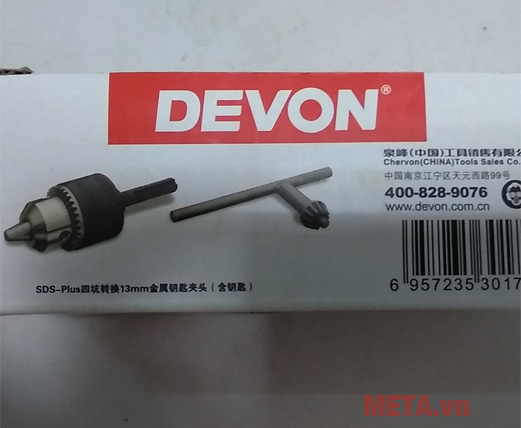 DEVON®
泉峰(中国)工具销售有限
Chervon(CHINA)Tools Sales Co.
中国南京江宁区天元西路99号
400-828-9076
www.devon.com.cn
SDS-Plus四坑转换13mm金属钥匙夹头(含钥匙)
6 957235 3017
META.vn